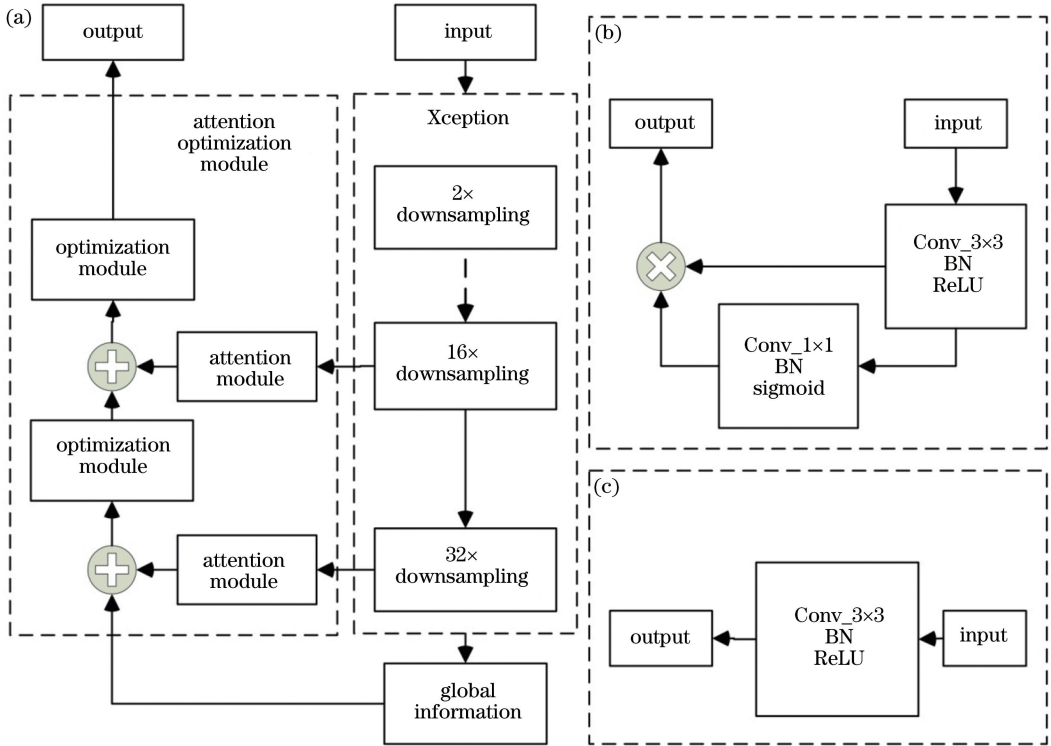 (a)
output
input
attention
optimization
module
Xception
2×
downsampling
optimization
module
attention
module
16×
downsampling
optimization
module
attention
module
32×
downsampling
global
information
(b)
output
input
Conv_3×3
BN
ReLU
Conv_1×1
BN
sigmoid
(c)
output
Conv_3×3
BN
ReLU
input